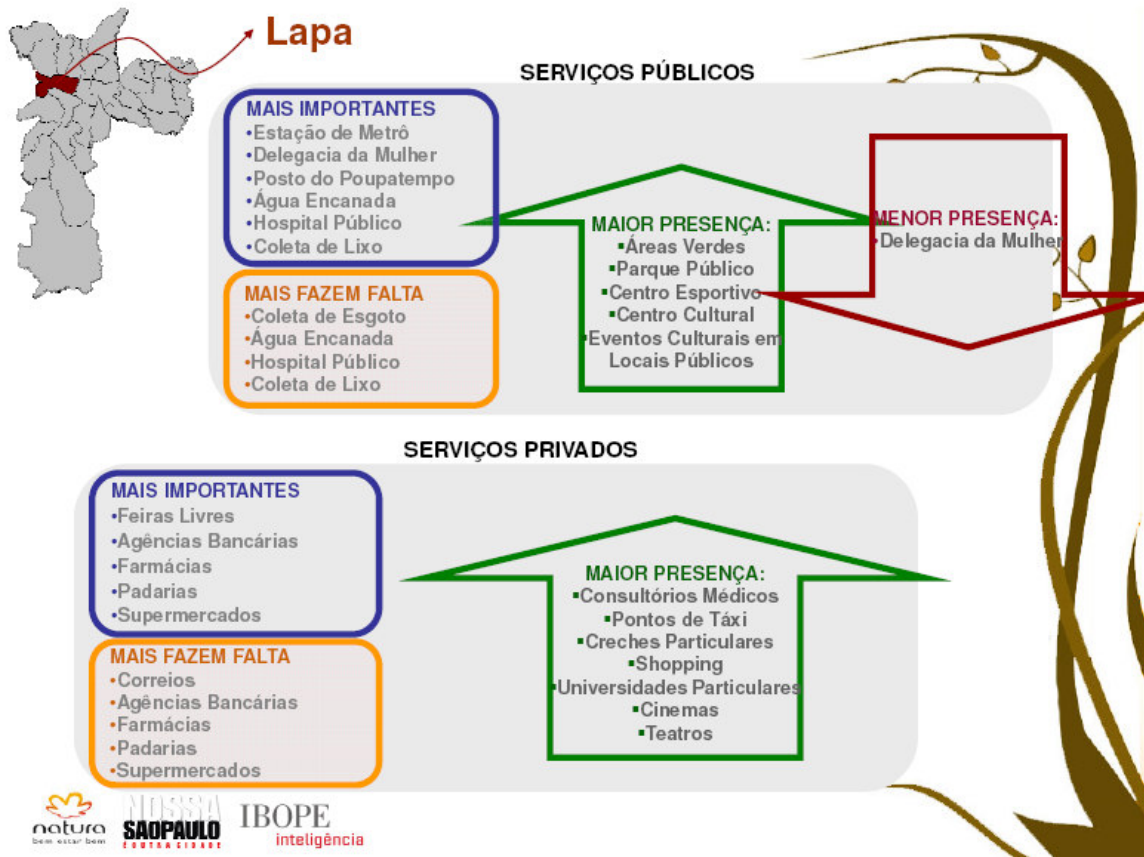 Lapa
SERVIÇOS PÚBLICOS
MAIS IMPORTANTES
•Estação de Metrô
•Delegacia da Mulher
•Posto do Poupatempo
•Água Encanada
•Hospital Público
•Coleta de Lixo
MAIS FAZEM FALTA
•Coleta de Esgoto
•Água Encanada
•Hospital Público
•Coleta de Lixo
MAIOR PRESENÇA:
▪Áreas Verdes
▪Parque Público
▪Centro Esportivo
▪Centro Cultural
▪Eventos Culturais em
Locais Públicos
MENOR PRESENÇA:
•Delegacia da Mulher
SERVIÇOS PRIVADOS
MAIS IMPORTANTES
•Feiras Livres
•Agências Bancárias
•Farmácias
•Padarias
•Supermercados
MAIS FAZEM FALTA
•Correios
•Agências Bancárias
•Farmácias
•Padarias
•Supermercados
MAIOR PRESENÇA:
▪Consultórios Médicos
▪Pontos de Táxi
▪Creches Particulares
▪Shopping
▪Universidades Particulares
▪Cinemas
▪Teatros
natura
bem estar bem
NOSSA
SÃOPAULO
É OUTRA CIDADE
IBOPE
inteligência